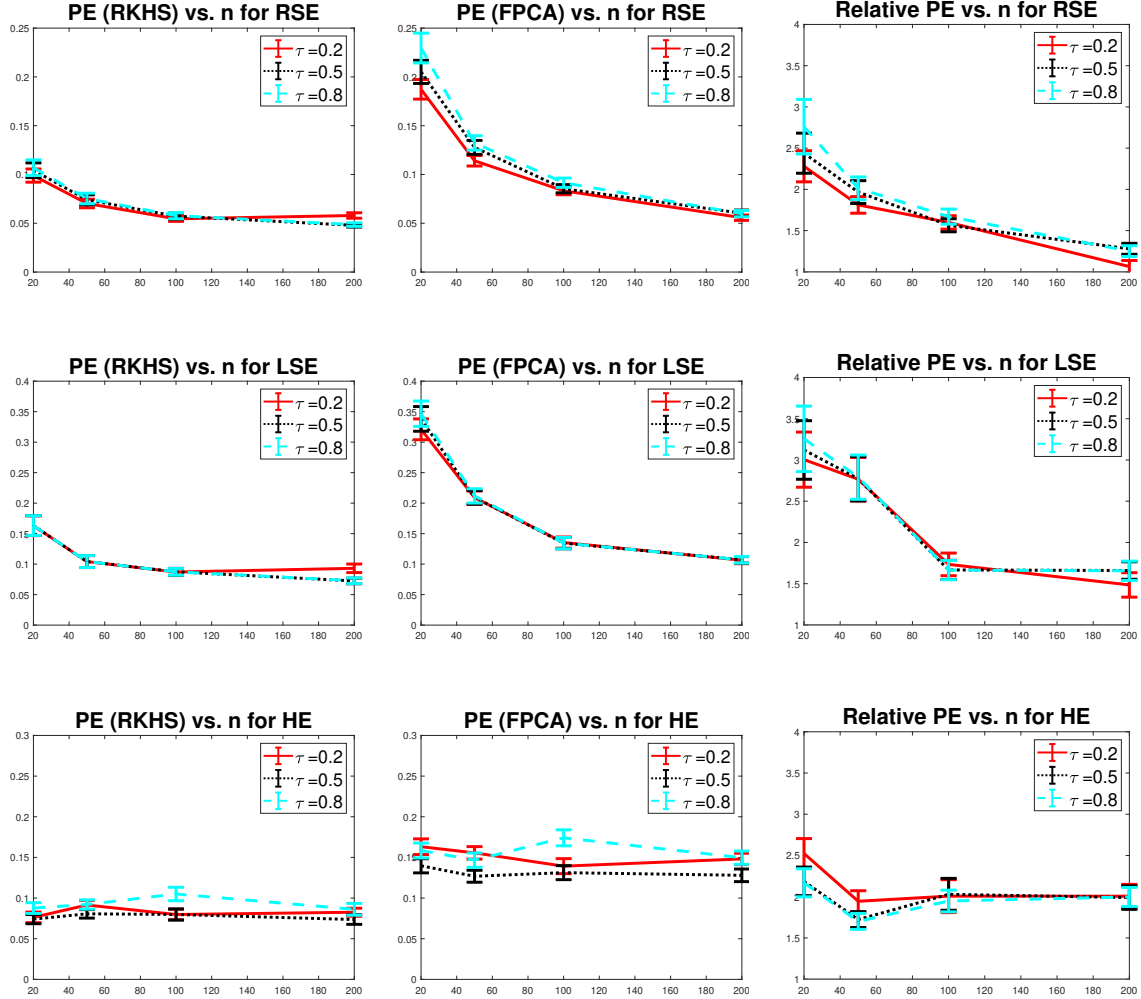 PE (RKHS) vs. n for RSE
0.25
0.2
0.15
0.1
0.05
0
20 40 60 80 100 120 140 160 180 200
τ =0.2
τ =0.5
τ =0.8
PE (FPCA) vs. n for RSE
0.25
0.2
0.15
0.1
0.05
0
20 40 60 80 100 120 140 160 180 200
τ =0.2
τ =0.5
τ =0.8
Relative PE vs. n for RSE
4
3.5
3
2.5
2
1.5
1
20 40 60 80 100 120 140 160 180 200
τ =0.2
τ =0.5
τ =0.8
PE (RKHS) vs. n for LSE
0.4
0.35
0.3
0.25
0.2
0.15
0.1
0.05
0
20 40 60 80 100 120 140 160 180 200
τ =0.2
τ =0.5
τ =0.8
PE (FPCA) vs. n for LSE
0.4
0.35
0.3
0.25
0.2
0.15
0.1
0.05
0
20 40 60 80 100 120 140 160 180 200
τ =0.2
τ =0.5
τ =0.8
Relative PE vs. n for LSE
4
3.5
3
2.5
2
1.5
1
20 40 60 80 100 120 140 160 180 200
τ =0.2
τ =0.5
τ =0.8
PE (RKHS) vs. n for HE
0.3
0.25
0.2
0.15
0.1
0.05
0
20 40 60 80 100 120 140 160 180 200
τ =0.2
τ =0.5
τ =0.8
PE (FPCA) vs. n for HE
0.3
0.25
0.2
0.15
0.1
0.05
0
20 40 60 80 100 120 140 160 180 200
τ =0.2
τ =0.5
τ =0.8
Relative PE vs. n for HE
4
3.5
3
2.5
2
1.5
1
20 40 60 80 100 120 140 160 180 200
τ =0.2
τ =0.5
τ =0.8